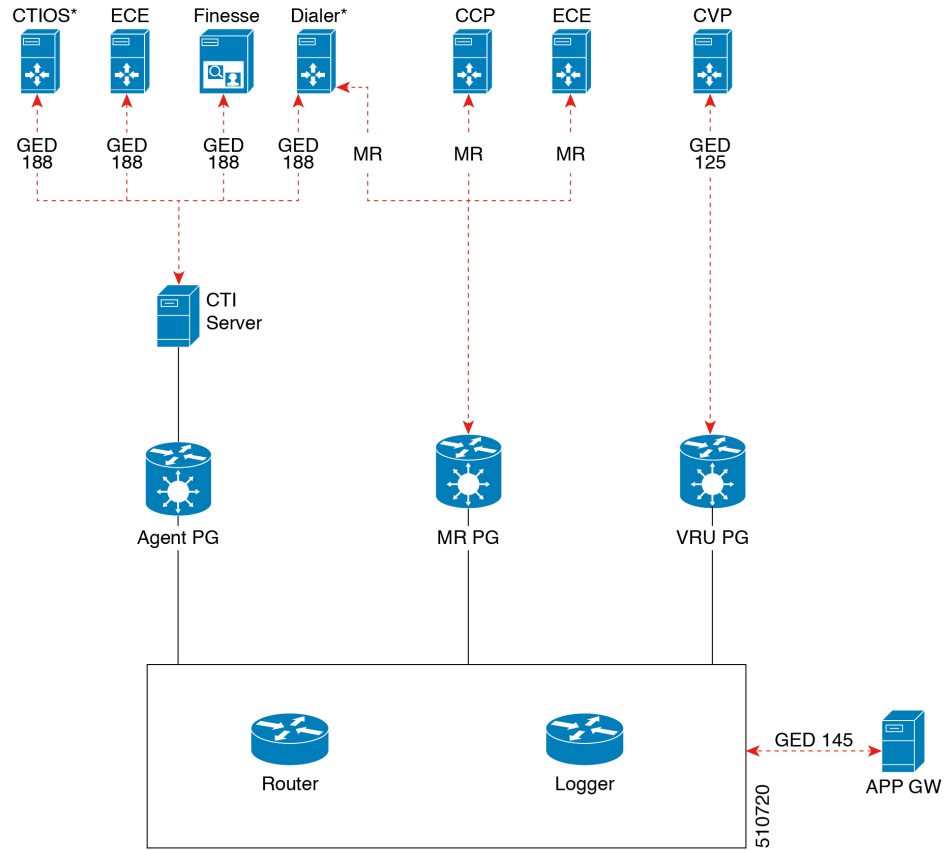 CTIOS*
ECE
Finesse
Dialer*
CCP
ECE
CVP
GED
188
GED
188
GED
188
GED
188
MR
MR
MR
GED
125
CTI
Server
Agent PG
MR PG
VRU PG
Router
Logger
GED 145
APP GW
510720